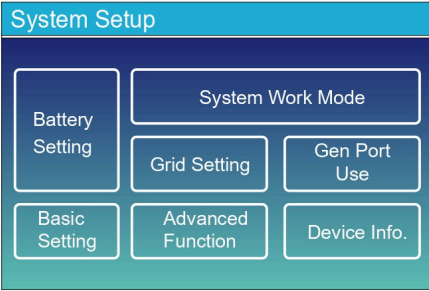 System Setup
Battery
Setting
System Work Mode
Grid Setting
Gen Port
Use
Basic
Setting
Advanced
Function
Device Info.